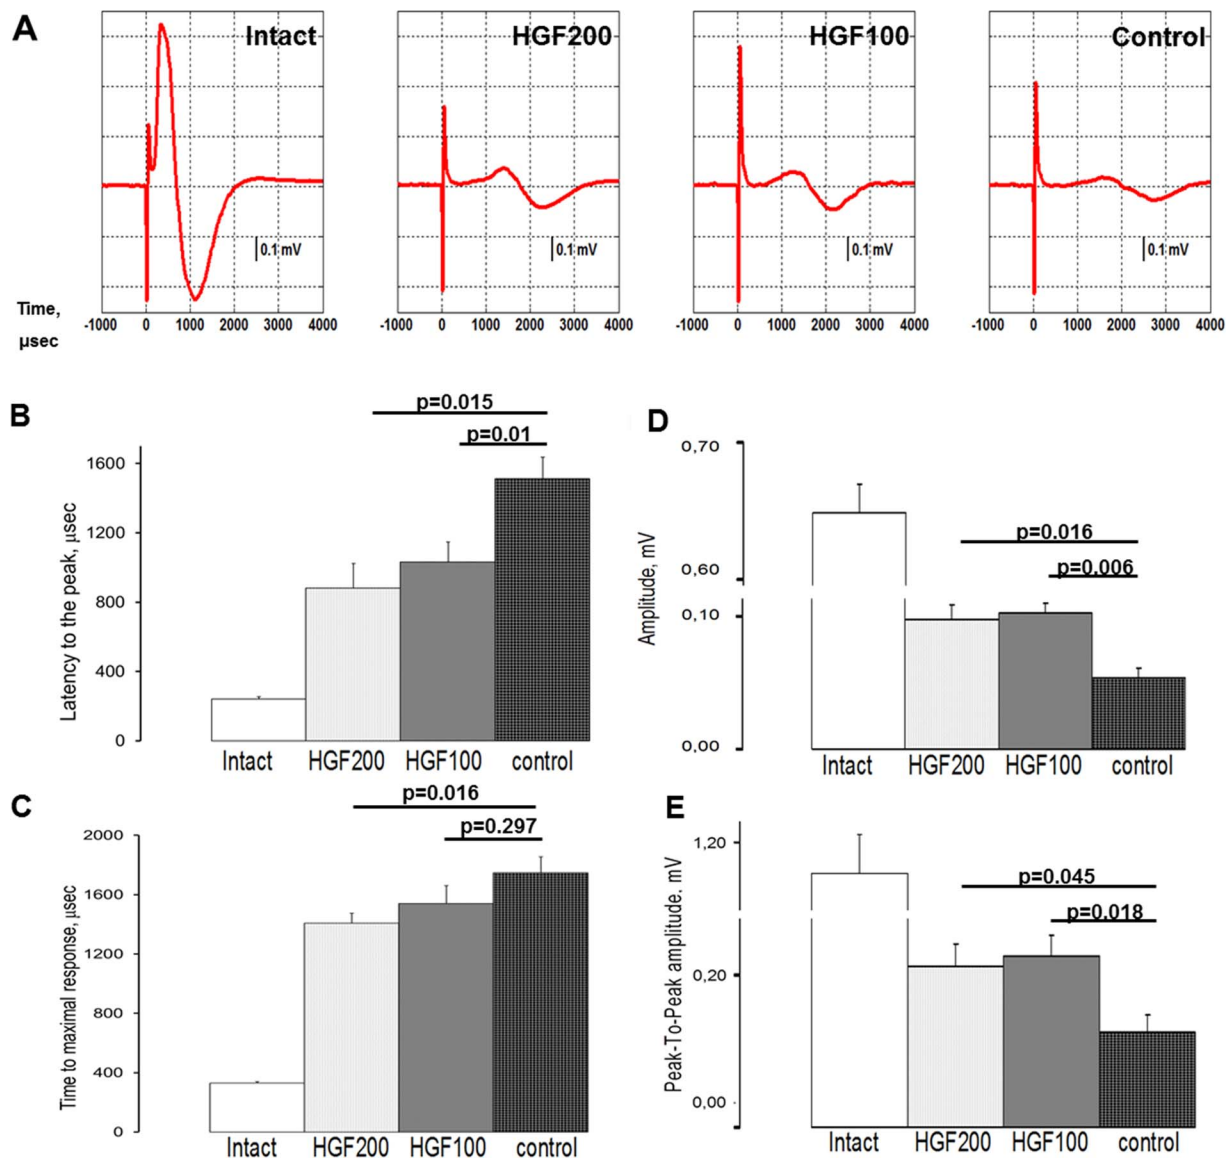 A
Intact
HGF200
HGF100
Control
0.1 mV
0.1 mV
0.1 mV
0.1 mV
Time,
µsec
-1000 0 1000 2000 3000 4000
-1000 0 1000 2000 3000 4000
-1000 0 1000 2000 3000 4000
-1000 0 1000 2000 3000 4000
B
p=0.015
p=0.01
Latency to the peak, µsec
1600
1200
800
400
0
Intact HGF200 HGF100 control
D
p=0.016
p=0.006
Amplitude, mV
0,70
0,60
0,10
0,00
Intact HGF200 HGF100 control
C
p=0.016
p=0.297
Time to maximal response, µsec
2000
1600
1200
800
400
0
Intact HGF200 HGF100 control
E
p=0.045
p=0.018
Peak-To-Peak amplitude. mV
1,20
0,20
0,00
Intact HGF200 HGF100 control